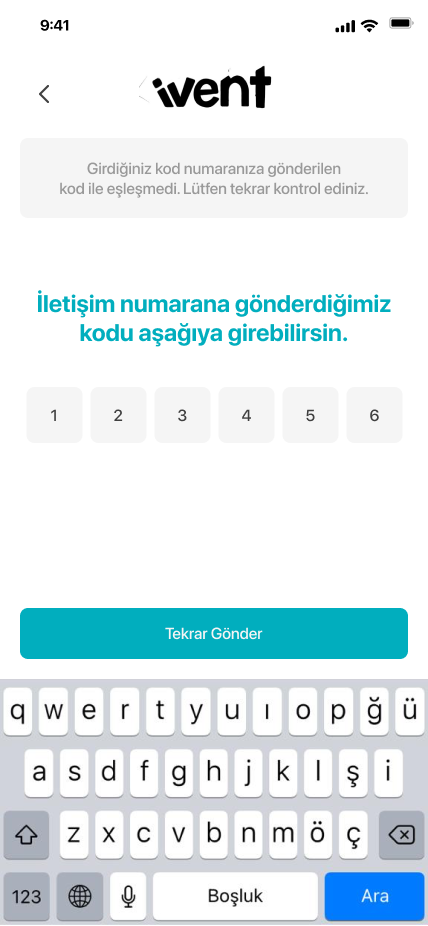 9:41
ivent
Girdiğiniz kod numaranıza gönderilen
kod ile eşleşmedi. Lütfen tekrar kontrol ediniz.
İletişim numarana gönderdiğimiz
kodu aşağıya girebilirsin.
1 2 3 4 5 6
Tekrar Gönder
q w e r t y u ı o p ğ ü
a s d f g h j k l ş i
z x c v b n m ö ç
123 Boşluk Ara